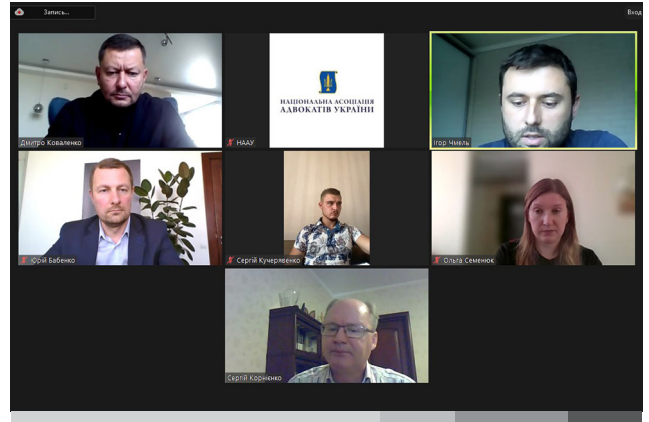 Запись...
Вход
НАЦІОНАЛЬНА АСОЦІАЦІЯ
АДВОКАТІВ УКРАЇНИ
Дмитро Коваленко
НААУ
Ігор Чмель
Юрій Бабенко
Сергій Кучерявенко
Ольга Семенюк
Сергій Корнієнко